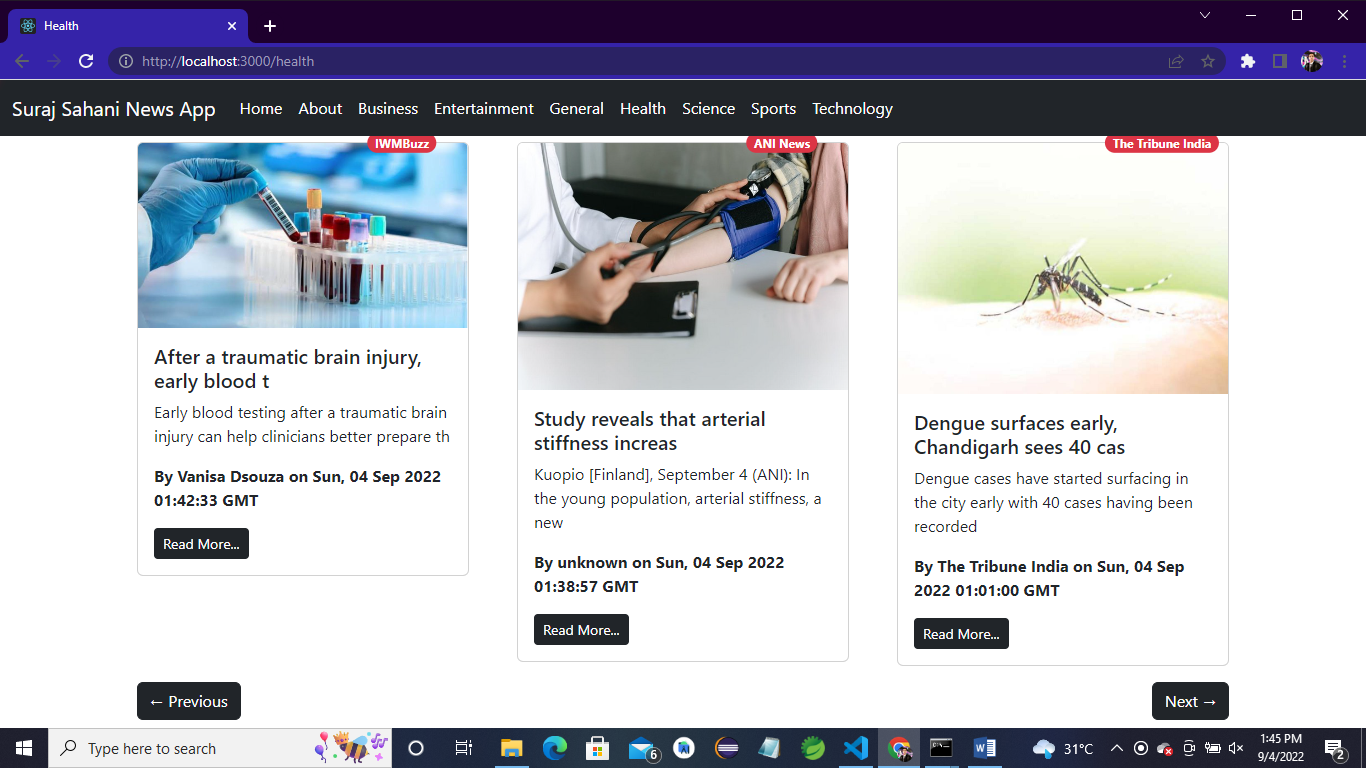 Health
http://localhost:3000/health
Suraj Sahani News App Home About Business Entertainment General Health Science Sports Technology
IWMBuzz
After a traumatic brain injury,
early blood t
Early blood testing after a traumatic brain
injury can help clinicians better prepare th
By Vanisa Dsouza on Sun, 04 Sep 2022
01:42:33 GMT
Read More...
ANI News
Study reveals that arterial
stiffness increas
Kuopio [Finland], September 4 (ANI): In
the young population, arterial stiffness, a
new
By unknown on Sun, 04 Sep 2022
01:38:57 GMT
Read More...
The Tribune India
Dengue surfaces early,
Chandigarh sees 40 cas
Dengue cases have started surfacing in
the city early with 40 cases having been
recorded
By The Tribune India on Sun, 04 Sep
2022 01:01:00 GMT
Read More...
← Previous
Next →
Type here to search
6
31°C
1:45 PM
9/4/2022
2